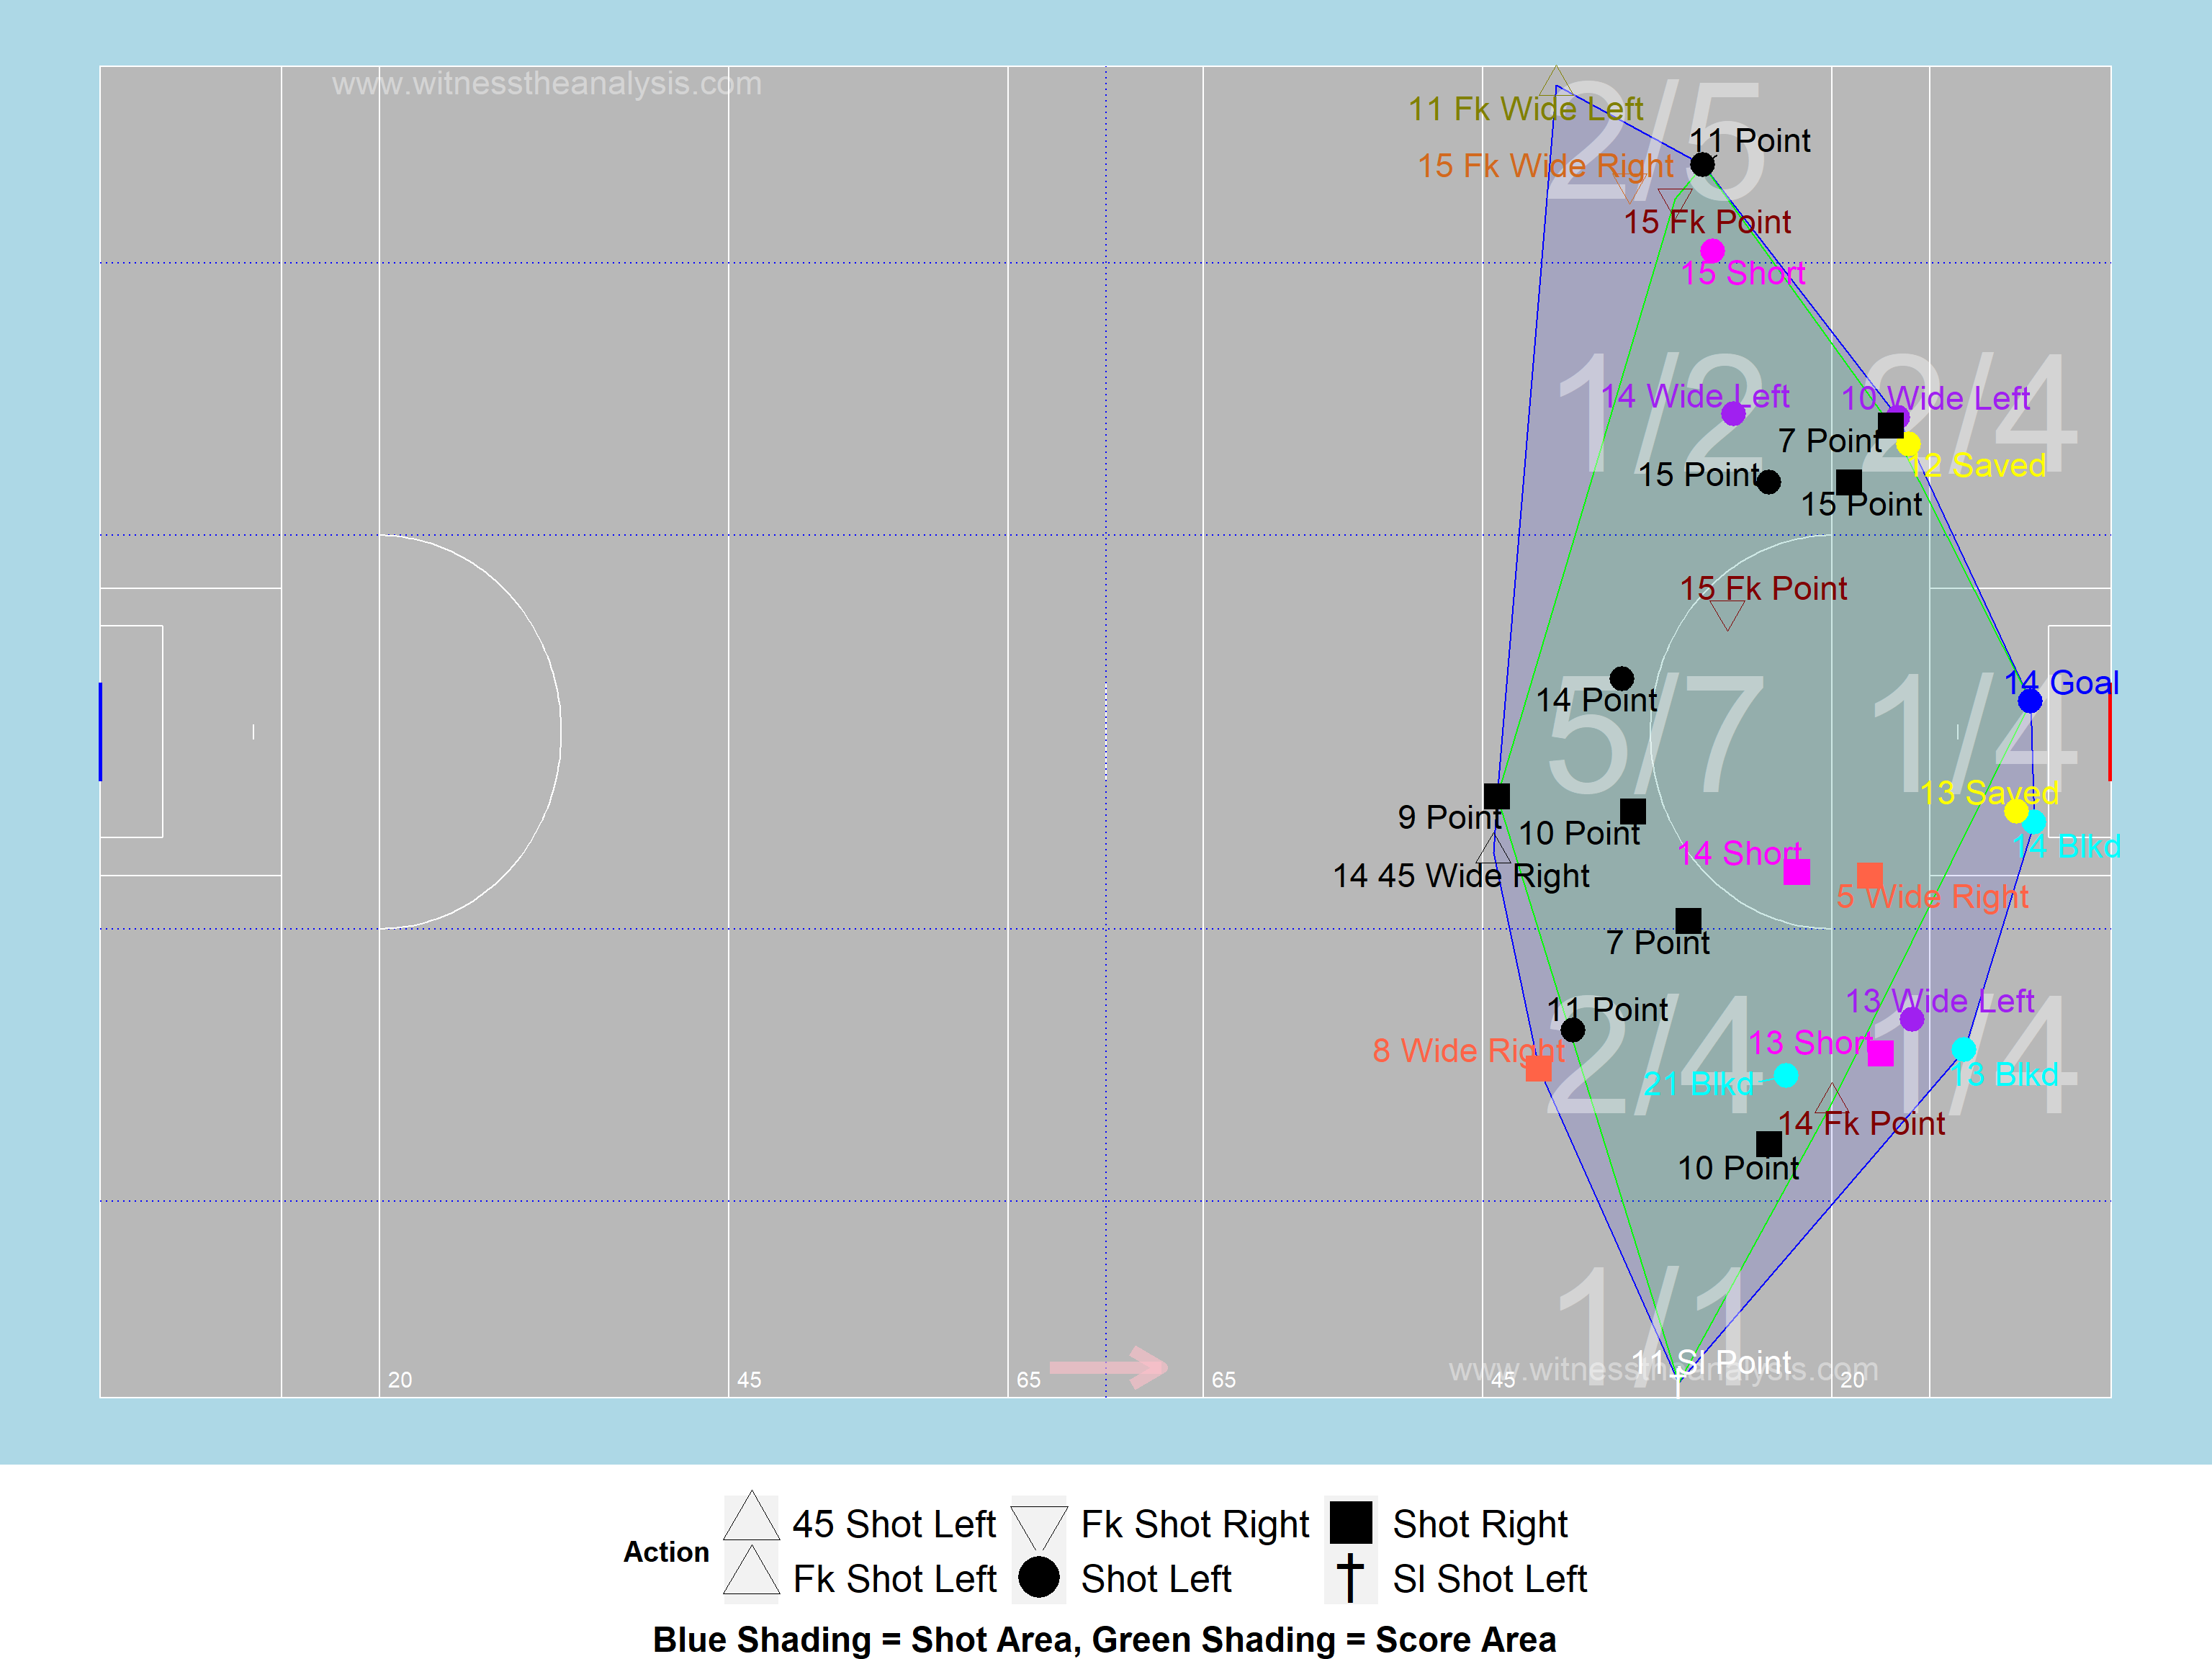 www.witnesstheanalysis.com
2/5
11 Fk Wide Left
11 Point
15 Fk Wide Right
15 Fk Point
15 Short
1/2
2/4
14 Wide Left
10 Wide Left
7 Point
12 Saved
15 Point
15 Point
15 Fk Point
14 Goal
14 Point
5/7
1/4
13 Saved
9 Point
10 Point
14 Blkd
14 Short
14 45 Wide Right
5 Wide Right
7 Point
13 Wide Left
11 Point
2/4
1/4
13 Short
8 Wide Right
21 Blkd
13 Blkd
14 Fk Point
10 Point
1/1
11 Sl Point
www.witnesstheanalysis.com
20 45 65 65 45 20
Action
45 Shot Left Fk Shot Right Shot Right
Fk Shot Left Shot Left Sl Shot Left
Blue Shading = Shot Area, Green Shading = Score Area